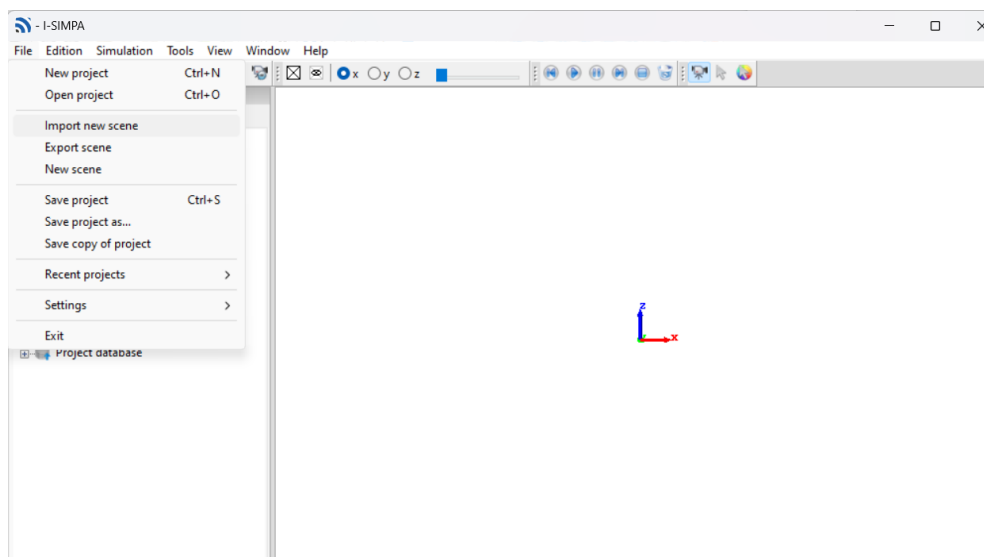 - I-SIMPA
File Edition Simulation Tools View Window Help
New project Ctrl+N
Open project Ctrl+O
x y z
Import new scene
Export scene
New scene
Save project Ctrl+S
Save project as...
Save copy of project
Recent projects
Settings
Exit
Project database
z
x